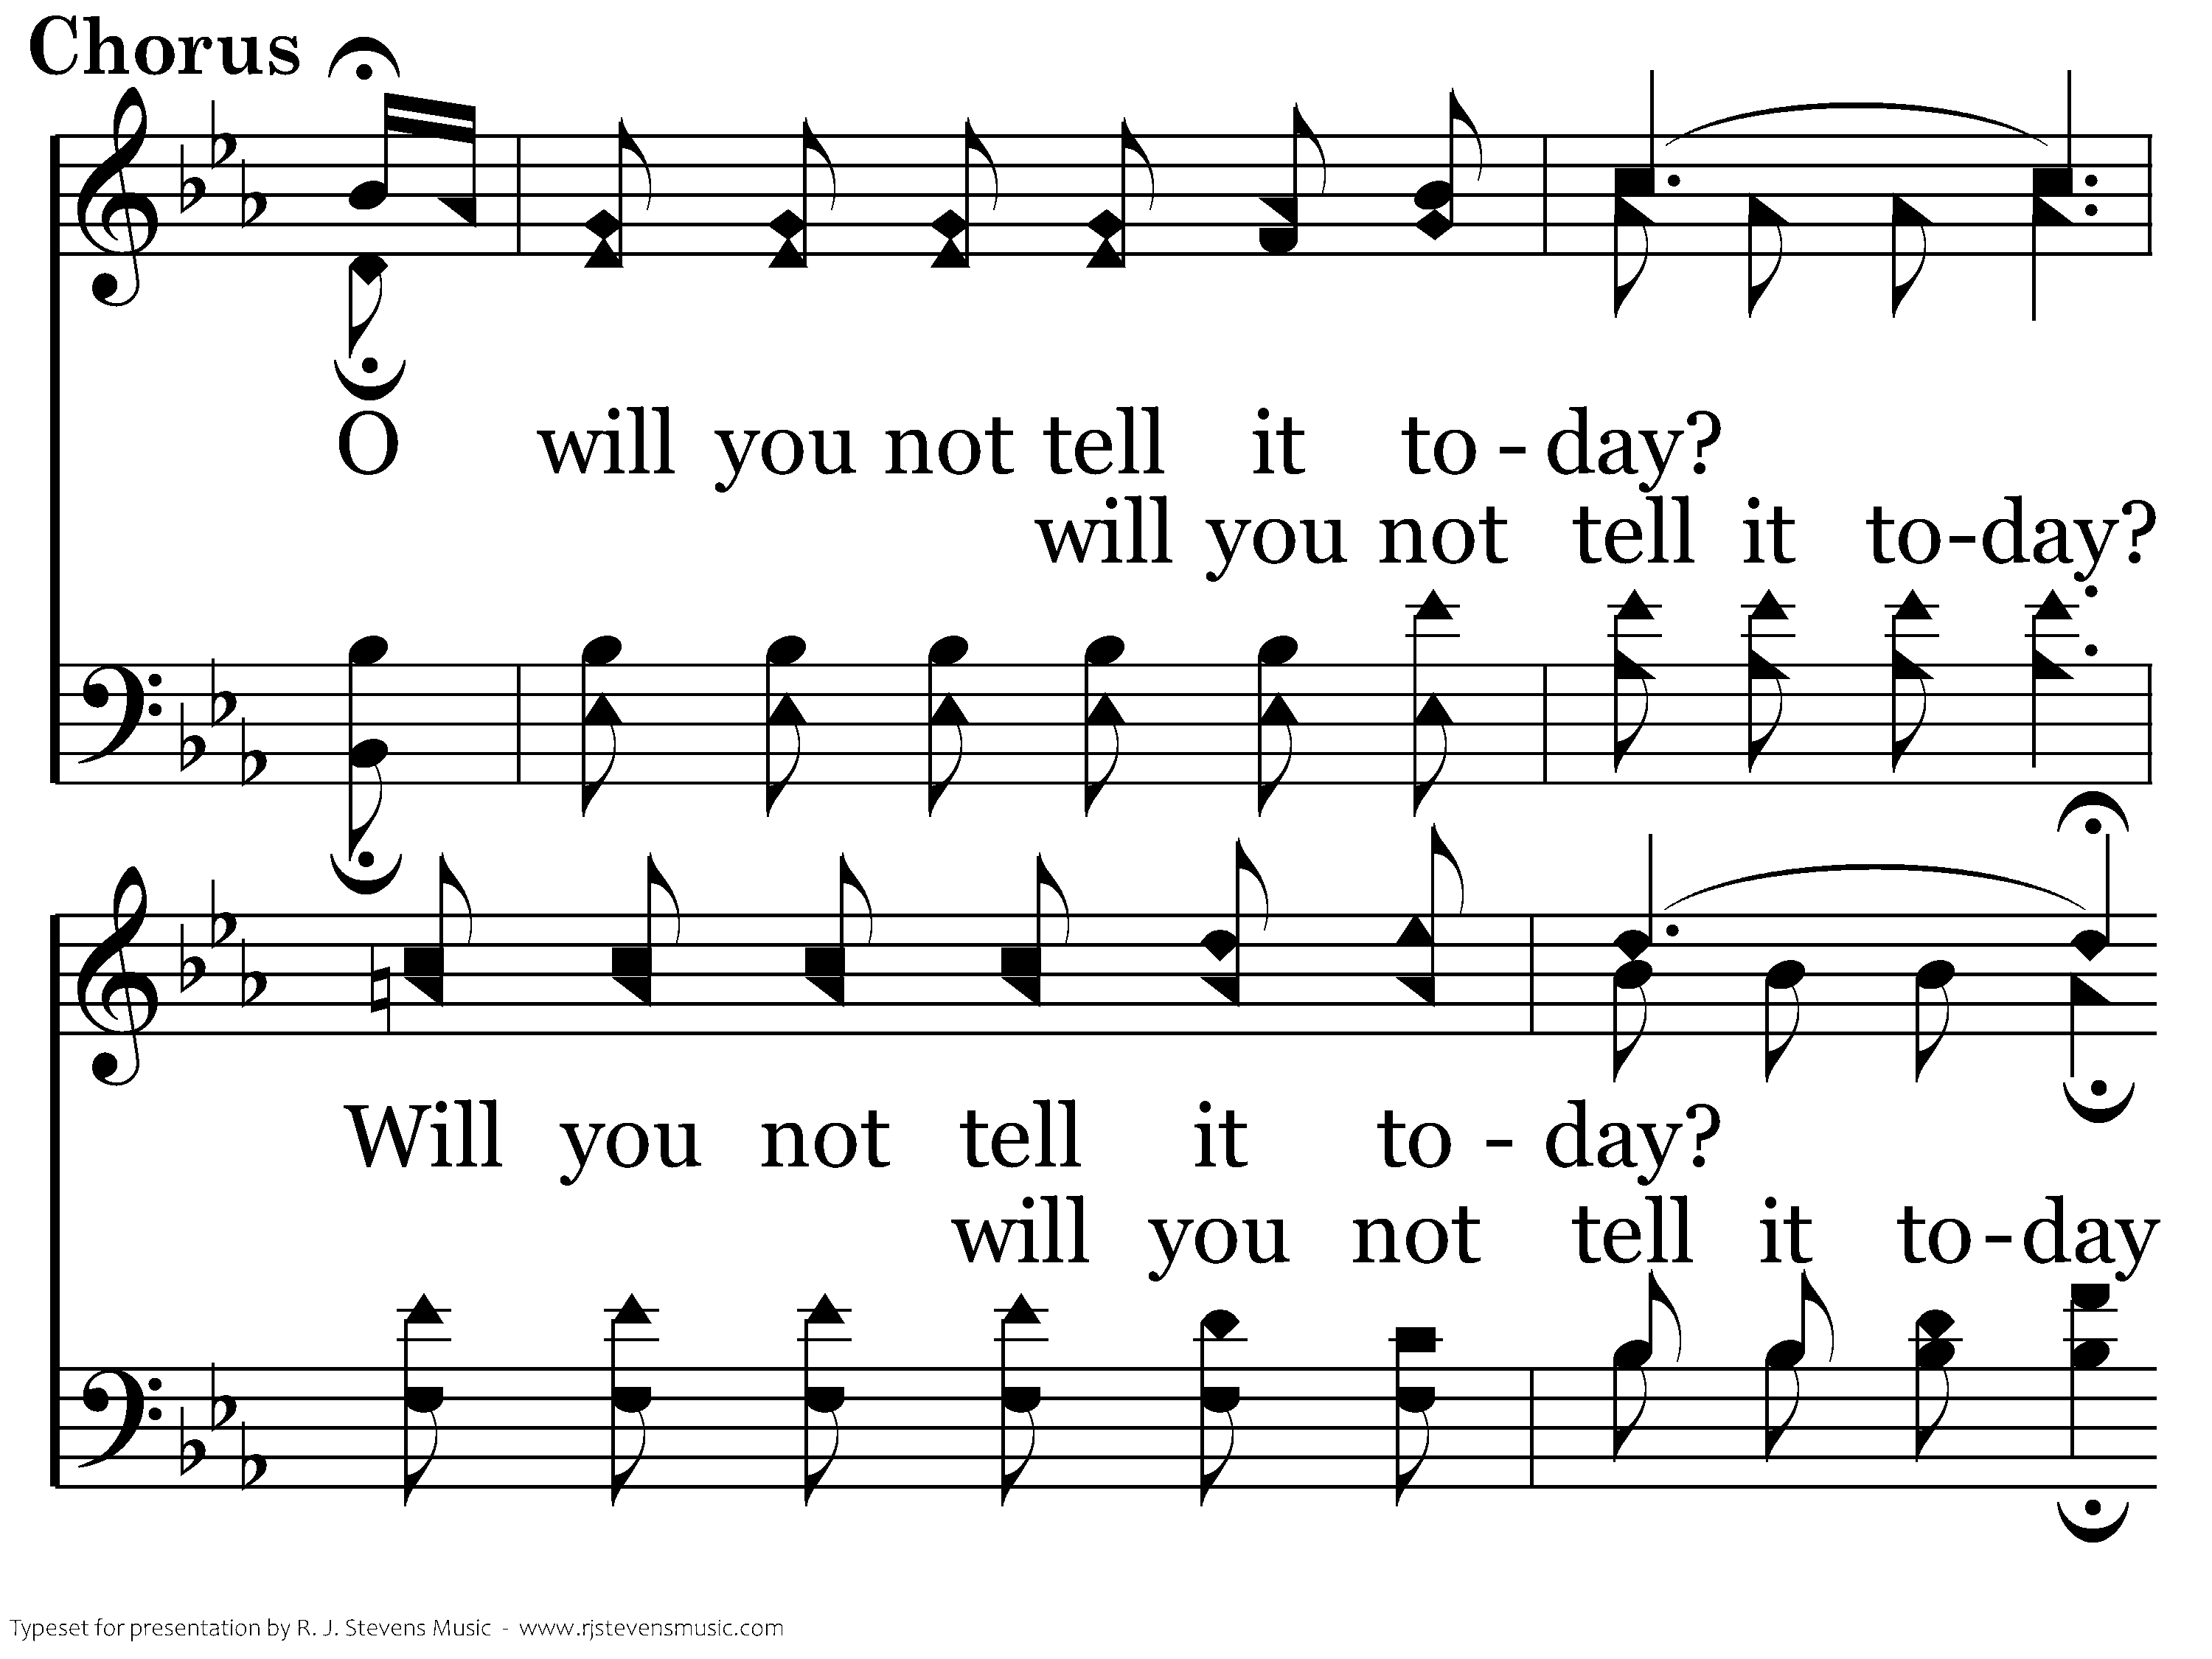 Chorus
O will you not tell it to - day?
will you not tell it to-day?
Will you not tell it to - day?
will you not tell it to-day
Typeset for presentation by R. J. Stevens Music - www.rjstevensmusic.com